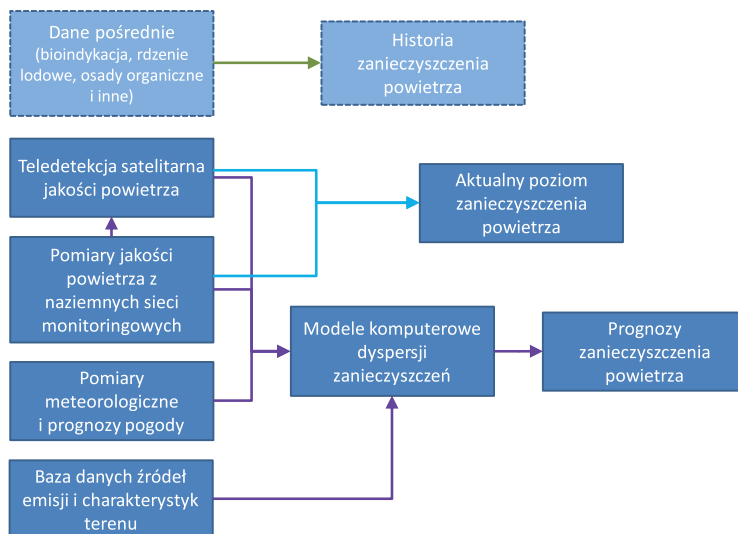 Dane pośrednie
(bioindykacja, rdzenie
lodowe, osady organiczne
i inne)
Historia
zanieczyszczenia
powietrza
Teledetekcja satelitarna
jakości powietrza
Aktualny poziom
zanieczyszczenia
powietrza
Pomiary jakości
powietrza z
naziemnych sieci
monitoringowych
Modele komputerowe
dyspersji
zanieczyszczeń
Prognozy
zanieczyszczenia
powietrza
Pomiary
meteorologiczne
i prognozy pogody
Baza danych źródeł
emisji i charakterystyk
terenu